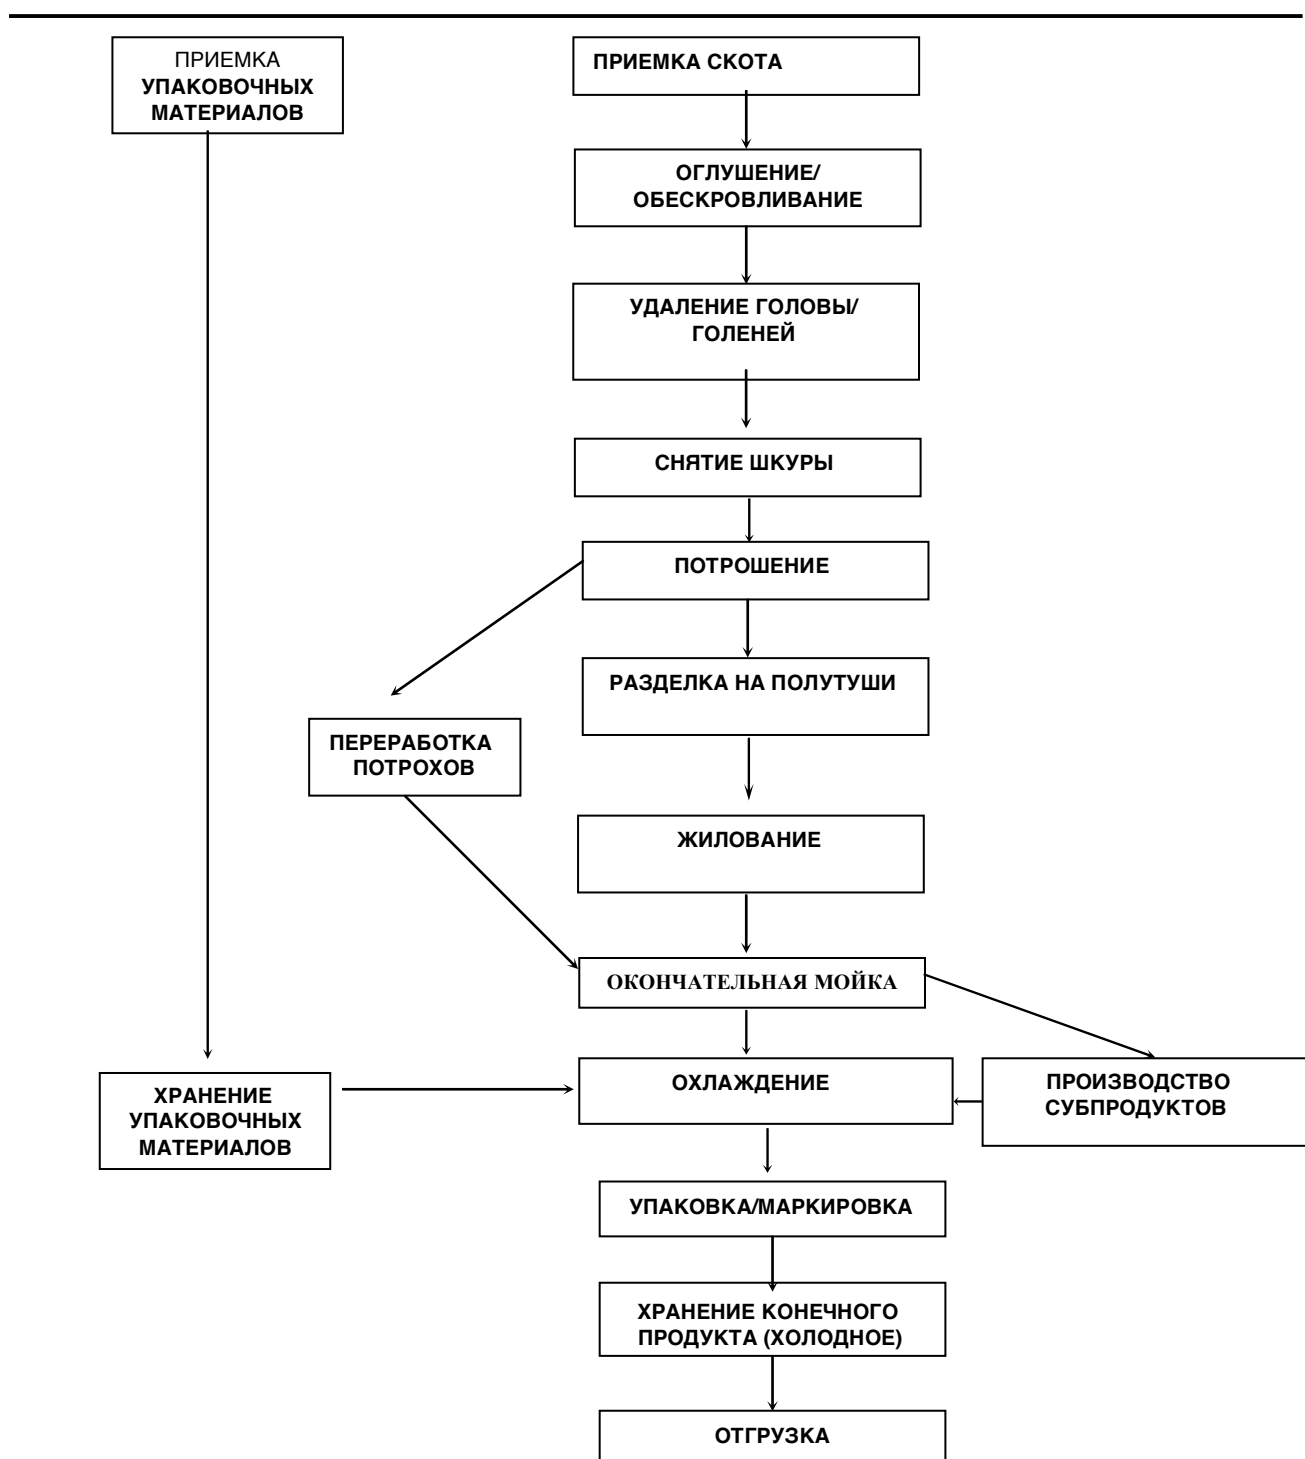 ПРИЕМКА
УПАКОВОЧНЫХ
МАТЕРИАЛОВ
ПРИЕМКА СКОТА
ОГЛУШЕНИЕ/
ОБЕСКРОВЛИВАНИЕ
УДАЛЕНИЕ ГОЛОВЫ/
ГОЛЕНЕЙ
СНЯТИЕ ШКУРЫ
ПОТРОШЕНИЕ
РАЗДЕЛКА НА ПОЛУТУШИ
ПЕРЕРАБОТКА
ПОТРОХОВ
ЖИЛОВАНИЕ
ОКОНЧАТЕЛЬНАЯ МОЙКА
ХРАНЕНИЕ
УПАКОВОЧНЫХ
МАТЕРИАЛОВ
ОХЛАЖДЕНИЕ
ПРОИЗВОДСТВО
СУБПРОДУКТОВ
УПАКОВКА/МАРКИРОВКА
ХРАНЕНИЕ КОНЕЧНОГО
ПРОДУКТА (ХОЛОДНОЕ)
ОТГРУЗКА